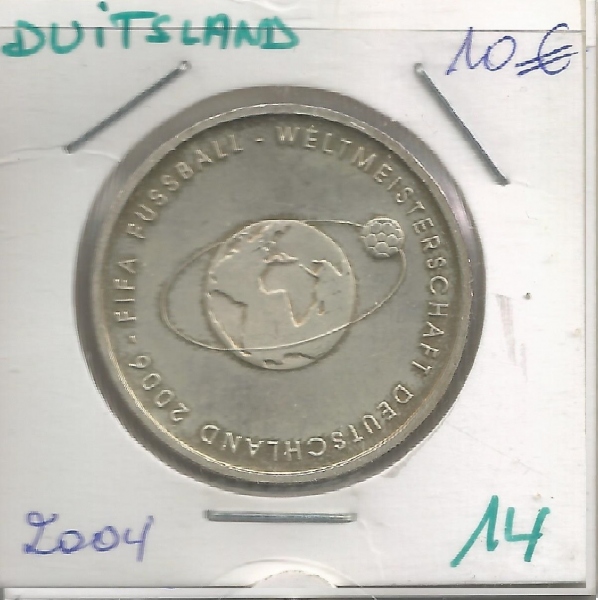 DUITSLAND
10 €
FIFA FUSSBALL - WELTMEISTERSCHAFT DEUTSCHLAND 2006 -
2004
14